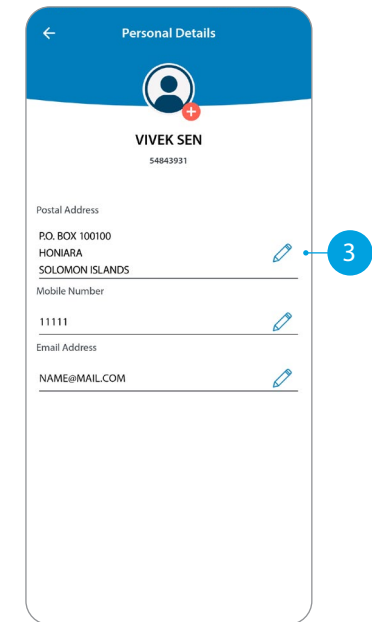 Personal Details
VIVEK SEN
54843931
Postal Address
P.O. BOX 100100
HONIARA
SOLOMON ISLANDS
3
Mobile Number
11111
Email Address
NAME@MAIL.COM